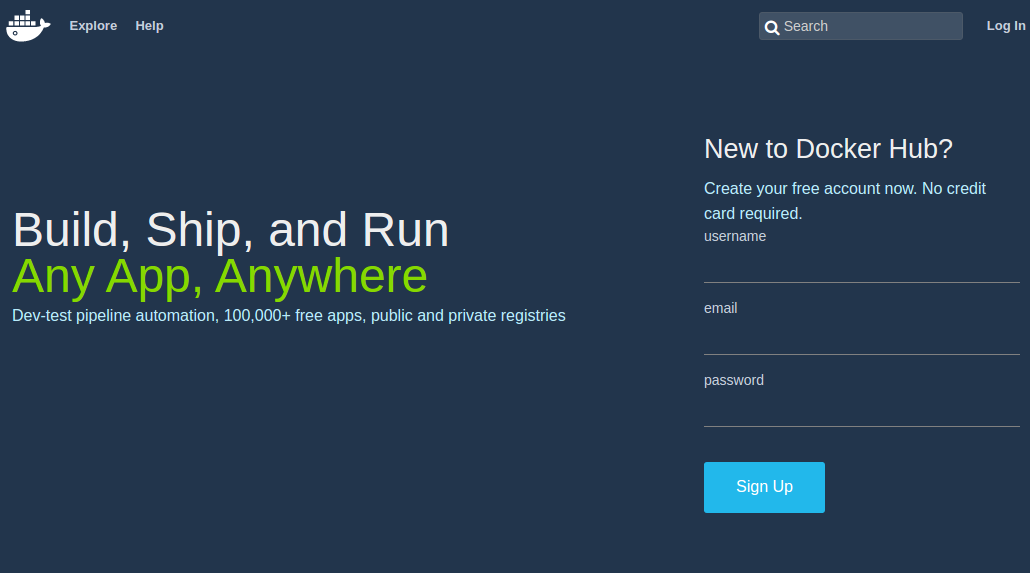 Explore Help Search Log In
New to Docker Hub?
Create your free account now. No credit
card required.
username
email
password
Sign Up
Build, Ship, and Run
Any App, Anywhere
Dev-test pipeline automation, 100,000+ free apps, public and private registries